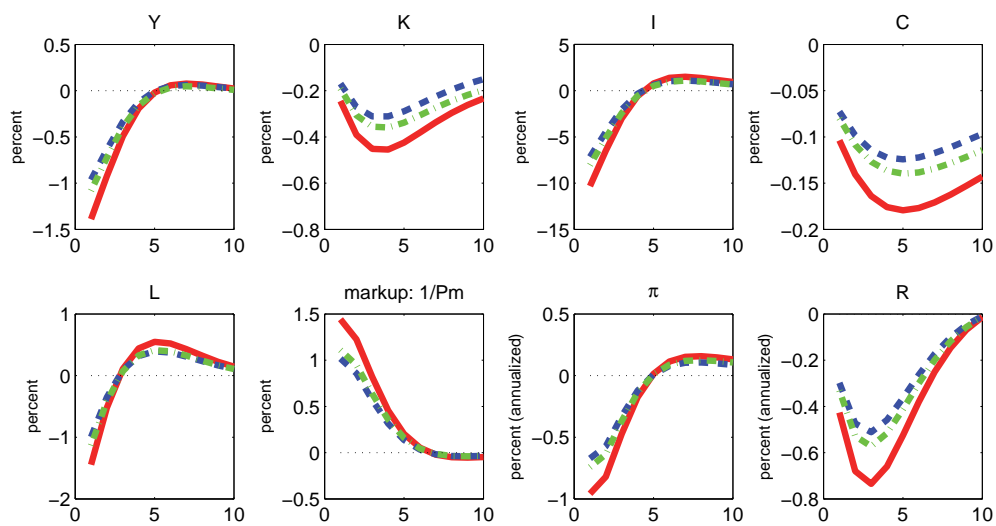 Y
K
I
C
0.5
0
−0.5
−1
−1.5
percent
0 5 10
0
−0.2
−0.4
−0.6
−0.8
percent
0 5 10
5
0
−5
−10
−15
percent
0 5 10
0
−0.05
−0.1
−0.15
−0.2
percent
0 5 10
L
markup: 1/Pm
π
R
1
0
−1
−2
percent
0 5 10
1.5
1
0.5
0
−0.5
percent
0 5 10
0.5
0
−0.5
−1
percent (annualized)
0 5 10
0
−0.2
−0.4
−0.6
−0.8
percent (annualized)
0 5 10